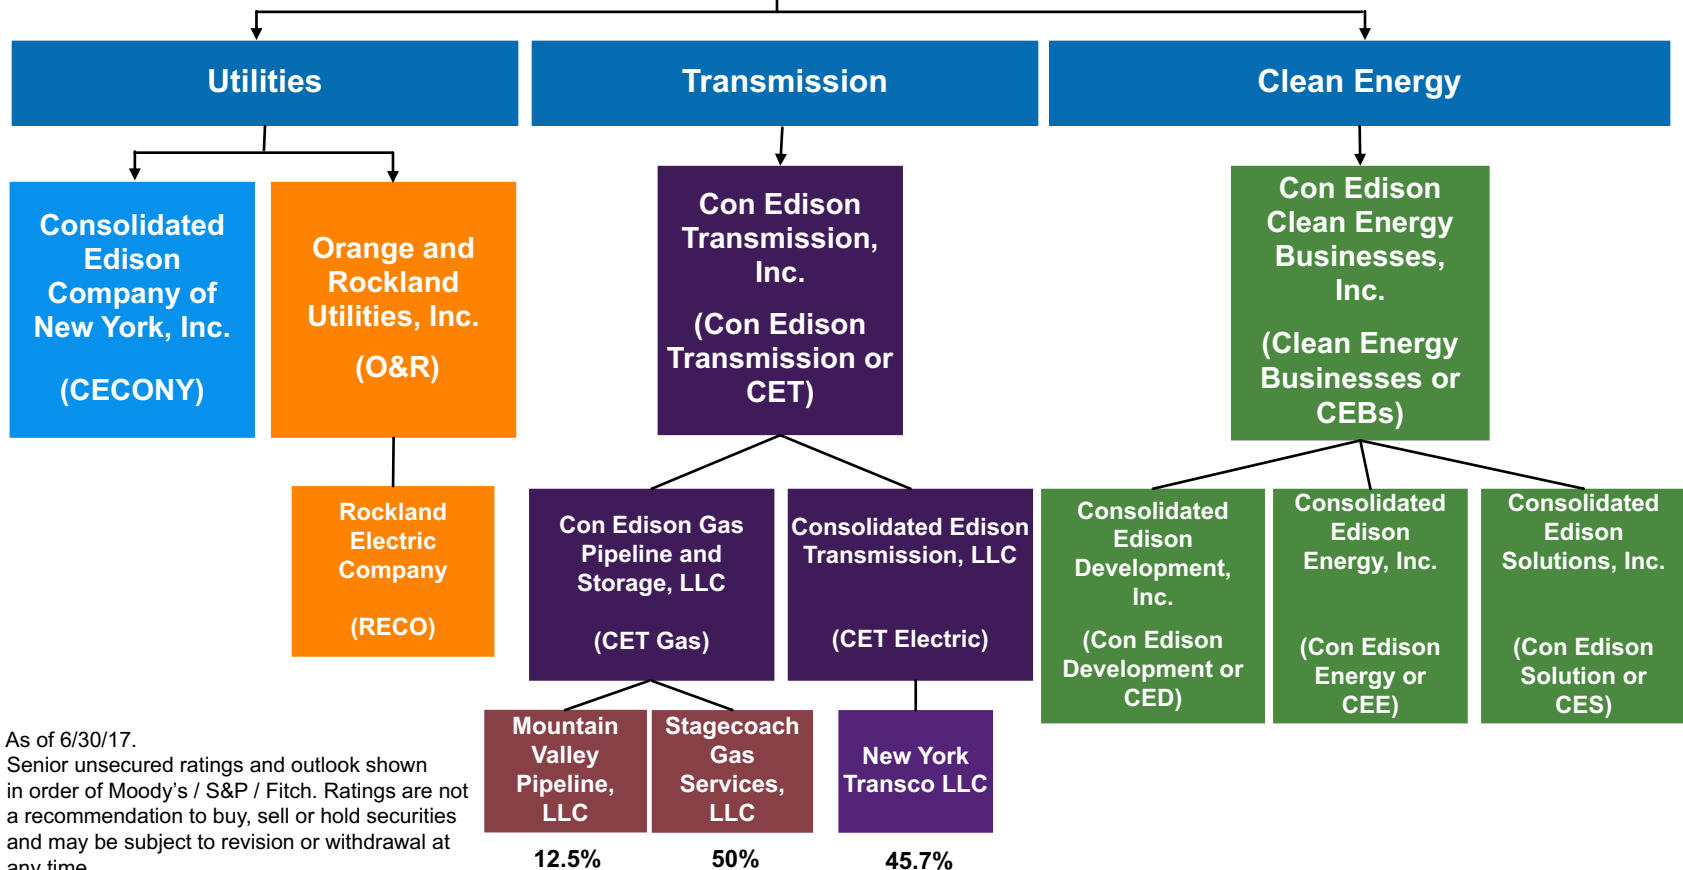 Utilities
Transmission
Clean Energy
Consolidated
Edison
Company of
New York, Inc.
(CECONY)
Orange and
Rockland
Utilities, Inc.
(O&R)
Con Edison
Transmission,
Inc.
(Con Edison
Transmission or
CET)
Con Edison
Clean Energy
Businesses,
Inc.
(Clean Energy
Businesses or
CEBs)
Rockland
Electric
Company
(RECO)
Con Edison Gas
Pipeline and
Storage, LLC
(CET Gas)
Consolidated Edison
Transmission, LLC
(CET Electric)
Consolidated
Edison
Development,
Inc.
(Con Edison
Development or
CED)
Consolidated
Edison
Energy, Inc.
(Con Edison
Energy or
CEE)
Consolidated
Edison
Solutions, Inc.
(Con Edison
Solution or
CES)
Mountain
Valley
Pipeline,
LLC
12.5%
Stagecoach
Gas
Services,
LLC
50%
New York
Transco LLC
45.7%
As of 6/30/17.
Senior unsecured ratings and outlook shown
in order of Moody's / S&P / Fitch. Ratings are not
a recommendation to buy, sell or hold securities
and may be subject to revision or withdrawal at
any time